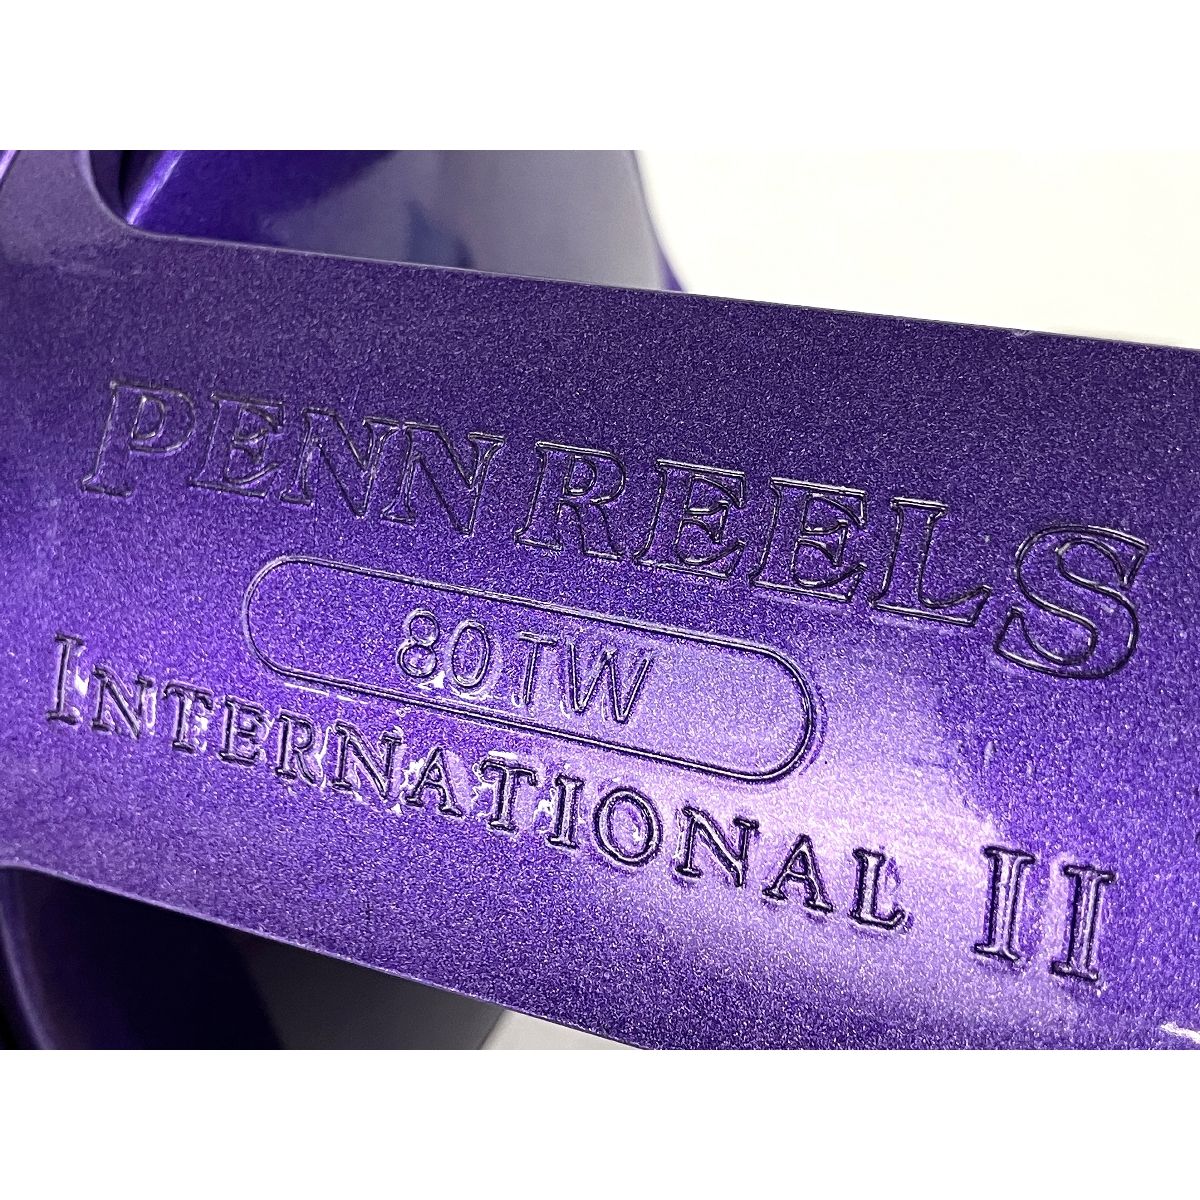 PENN REELS
80TW
INTERNATIONAL II